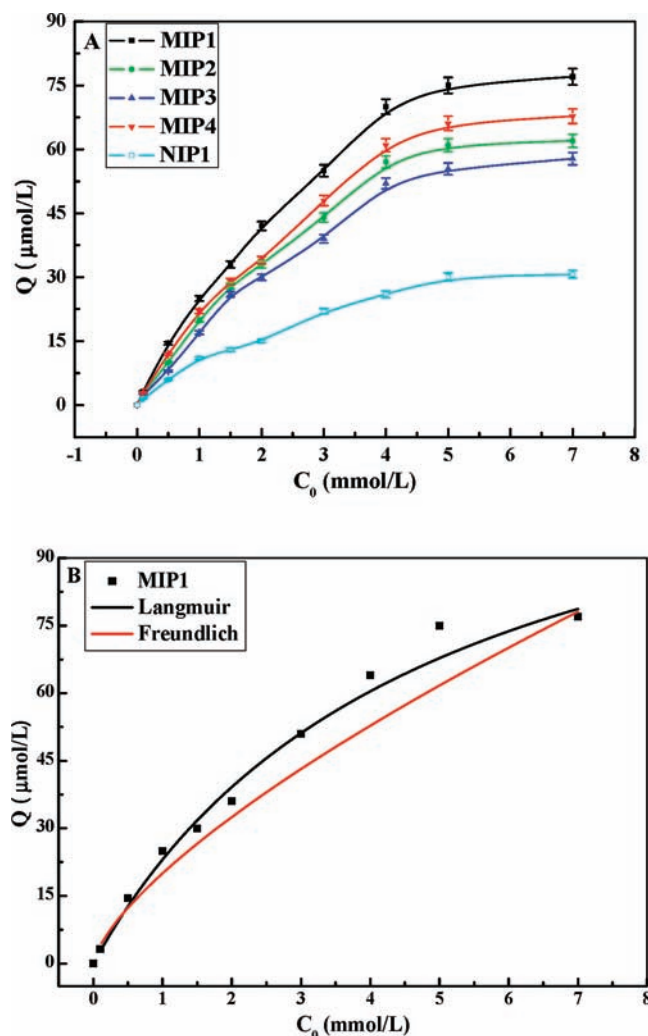 A
MIP1
MIP2
MIP3
MIP4
NIP1
90
75
60
45
30
15
0
Q ( μmol/L)
-1 0 1 2 3 4 5 6 7 8
C₀ (mmol/L)
B
MIP1
Langmuir
Freundlich
90
75
60
45
30
15
0
Q ( μmol/L)
0 1 2 3 4 5 6 7 8
C₀ (mmol/L)